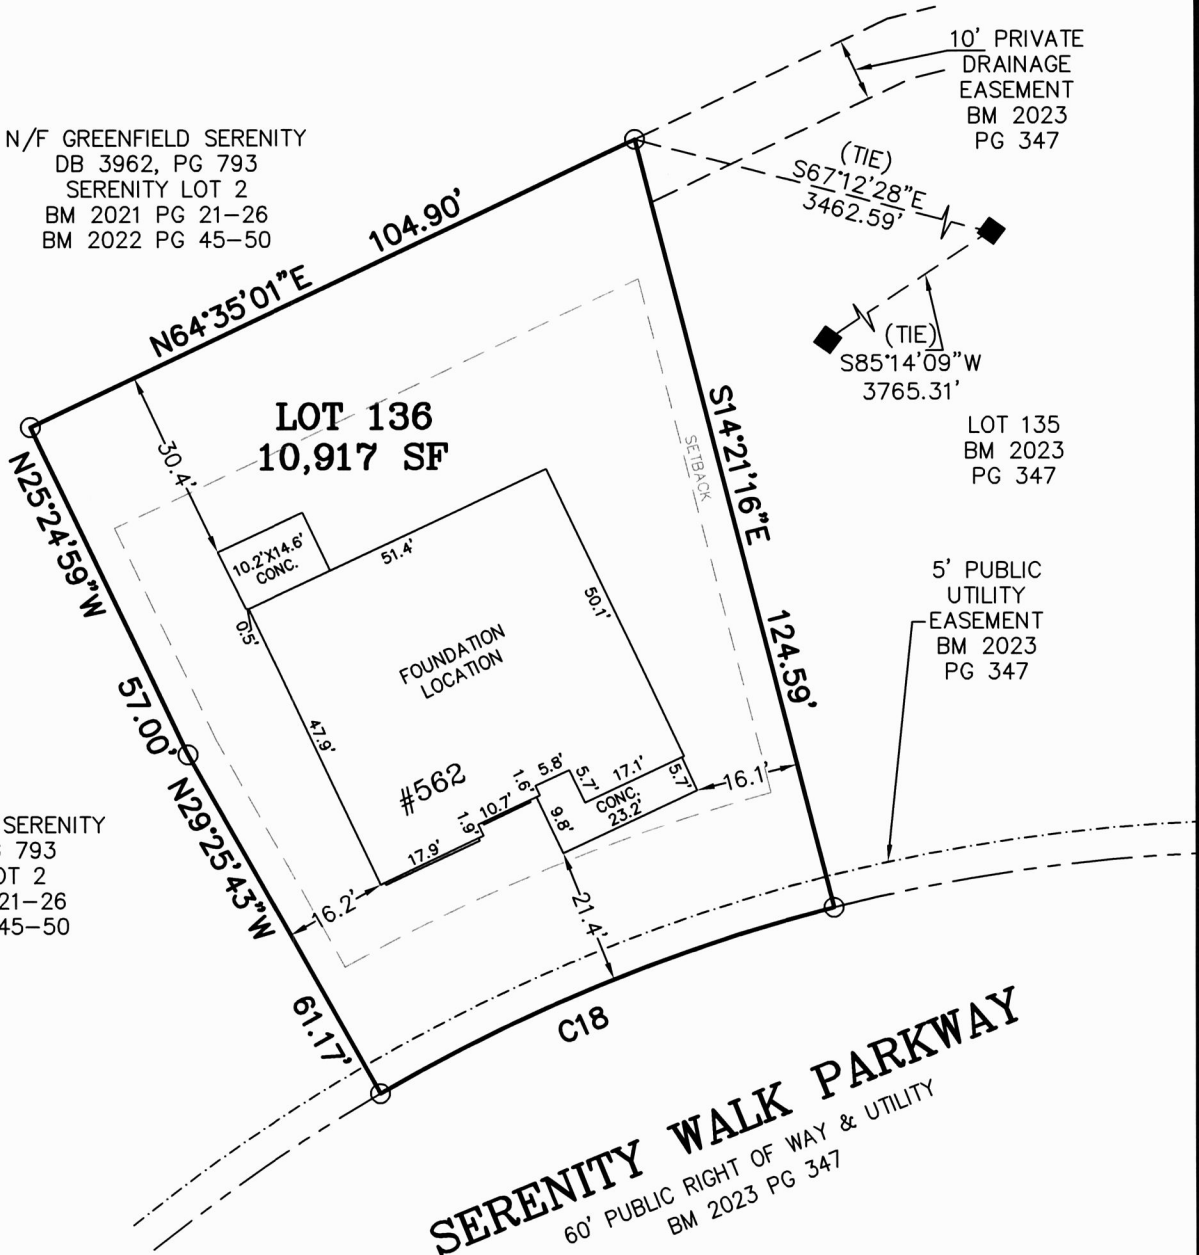 10' PRIVATE
DRAINAGE
EASEMENT
BM 2023
PG 347
N/F GREENFIELD SERENITY
DB 3962, PG 793
SERENITY LOT 2
BM 2021 PG 21-26
BM 2022 PG 45-50
(TIE)
S67°12'28"E
3462.59'
(TIE)
S85°14'09"W
3765.31'
N64°35'01"E
104.90'
LOT 136
10,917 SF
30.4'
SETBACK
S14°21'16"E
124.59'
LOT 135
BM 2023
PG 347
N25°24'59"W
57.00'
10.2'X14.6'
CONC.
51.4'
50.1'
0.5'
FOUNDATION
LOCATION
47.9'
#562
5' PUBLIC
UTILITY
EASEMENT
BM 2023
PG 347
17.9'
1.9'
10.7'
1.6'
5.8'
5.7'
17.1'
5.7'
CONC.
23.2'
9.8'
16.1'
16.2'
21.4'
SERENITY
793
OT 2
21-26
45-50
N29°25'43"W
61.17'
C18
SERENITY WALK PARKWAY
60' PUBLIC RIGHT OF WAY & UTILITY
BM 2023 PG 347